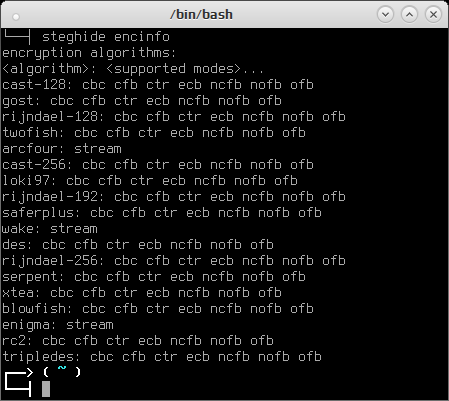 /bin/bash
steghide encinfo
encryption algorithms:
<algorithm>: <supported modes>...
cast-128: cbc cfb ctr ecb ncfb nofb ofb
gost: cbc cfb ctr ecb ncfb nofb ofb
rijndael-128: cbc cfb ctr ecb ncfb nofb ofb
twofish: cbc cfb ctr ecb ncfb nofb ofb
arcfour: stream
cast-256: cbc cfb ctr ecb ncfb nofb ofb
loki97: cbc cfb ctr ecb ncfb nofb ofb
rijndael-192: cbc cfb ctr ecb ncfb nofb ofb
saferplus: cbc cfb ctr ecb ncfb nofb ofb
wake: stream
des: cbc cfb ctr ecb ncfb nofb ofb
rijndael-256: cbc cfb ctr ecb ncfb nofb ofb
serpent: cbc cfb ctr ecb ncfb nofb ofb
xtea: cbc cfb ctr ecb ncfb nofb ofb
blowfish: cbc cfb ctr ecb ncfb nofb ofb
enigma: stream
rc2: cbc cfb ctr ecb ncfb nofb ofb
tripledes: cbc cfb ctr ecb ncfb nofb ofb
( ~ )